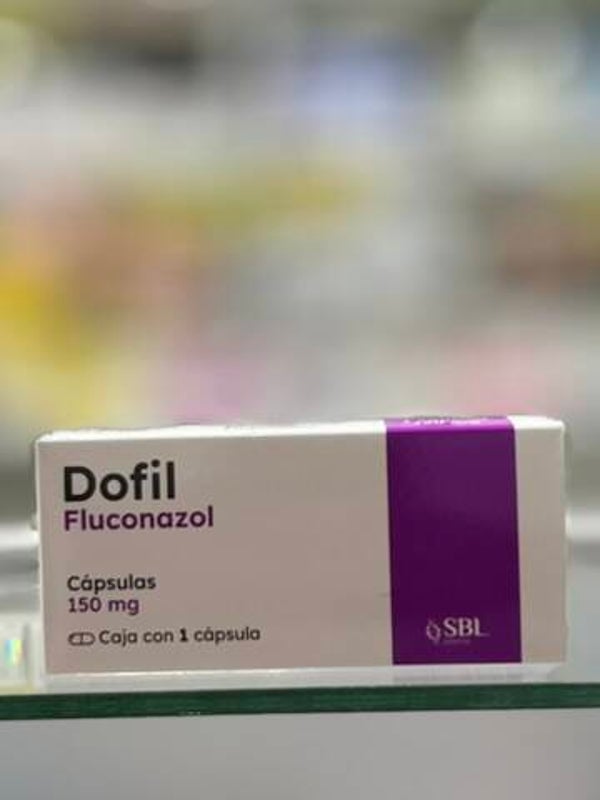 Dofil
Fluconazol
Cápsulas
150 mg
Caja con 1 cápsula
SBL